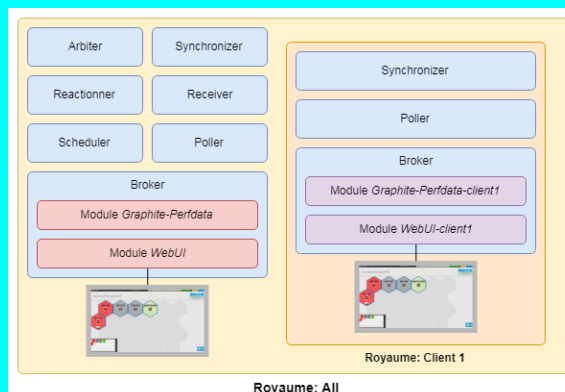 Arbiter
Synchronizer
Reactionner
Receiver
Scheduler
Poller
Broker
Module Graphite-Perfdata
Module WebUI
Synchronizer
Poller
Broker
Module Graphite-Perfdata-client1
Module WebUI-client1
Royaume: Client 1
Royaume: All